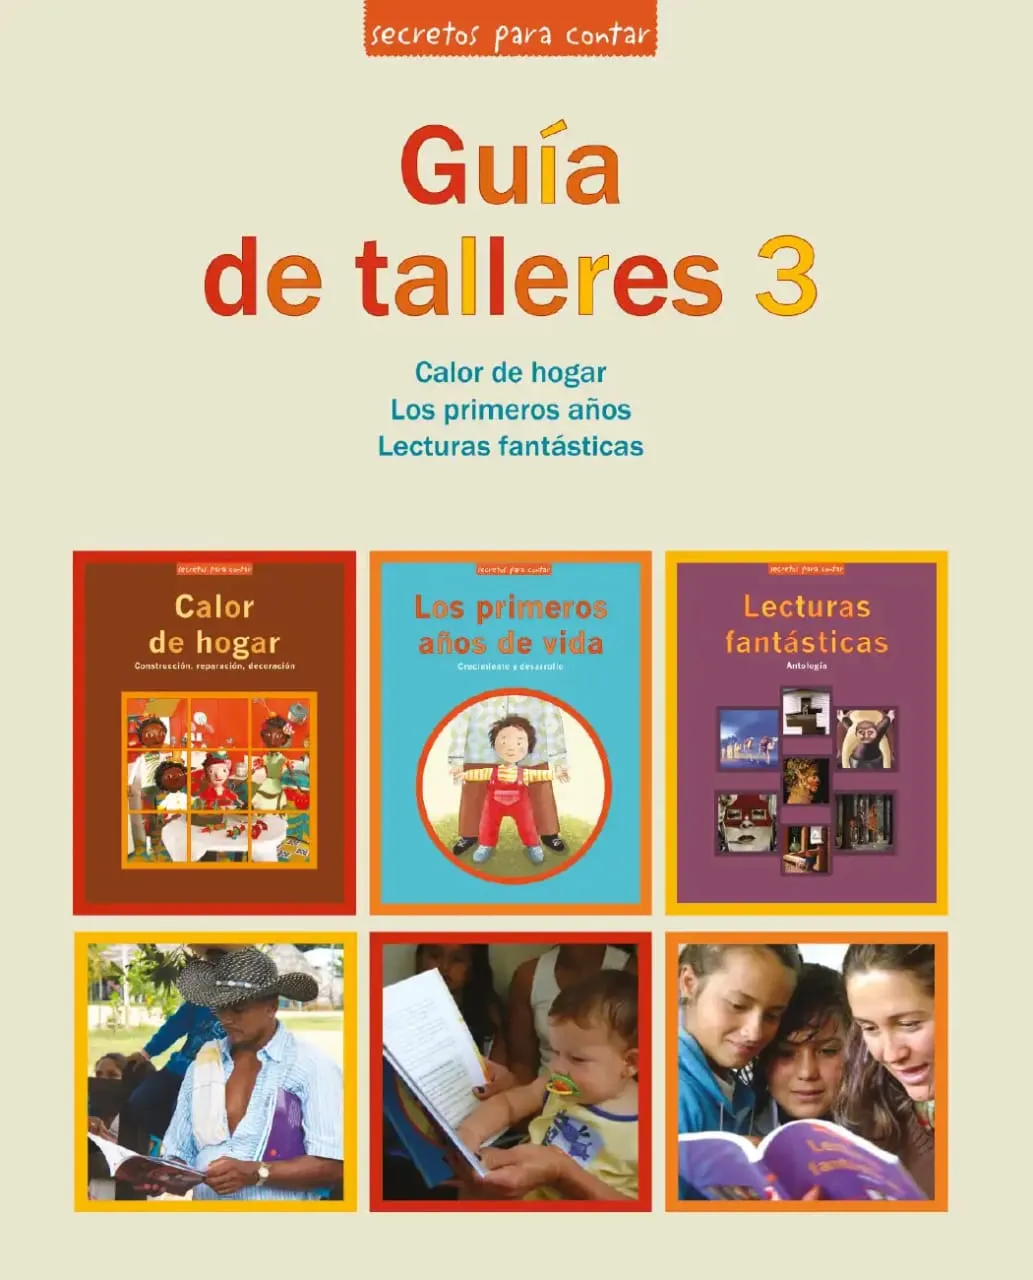 secretos para contar
Guía
de talleres 3
Calor de hogar
Los primeros años
Lecturas fantásticas
secretos para contar
Calor
de hogar
Construcción, reparación, decoración
secretos para contar
Los primeros
años de vida
Crecimiento y desarrollo
secretos para contar
Lecturas
fantásticas
Antología